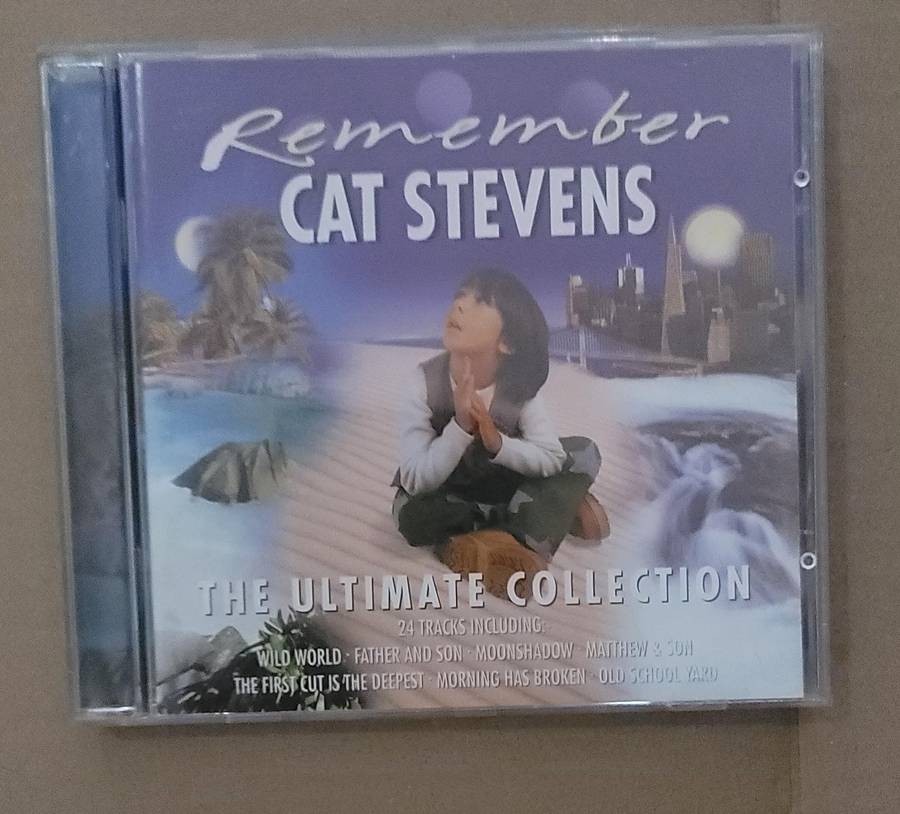 Remember
CAT STEVENS
THE ULTIMATE COLLECTION
24 TRACKS INCLUDING:
WILD WORLD · FATHER AND SON · MOONSHADOW · MATTHEW & SON
THE FIRST CUT IS THE DEEPEST · MORNING HAS BROKEN · OLD SCHOOL YARD